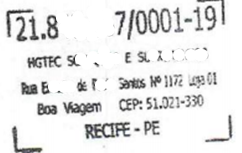 21.8 7/0001-19
HGTEC
Rua de Santos Nº 1172 Loja 01
Boa Viagem CEP: 51.021-330
RECIFE - PE